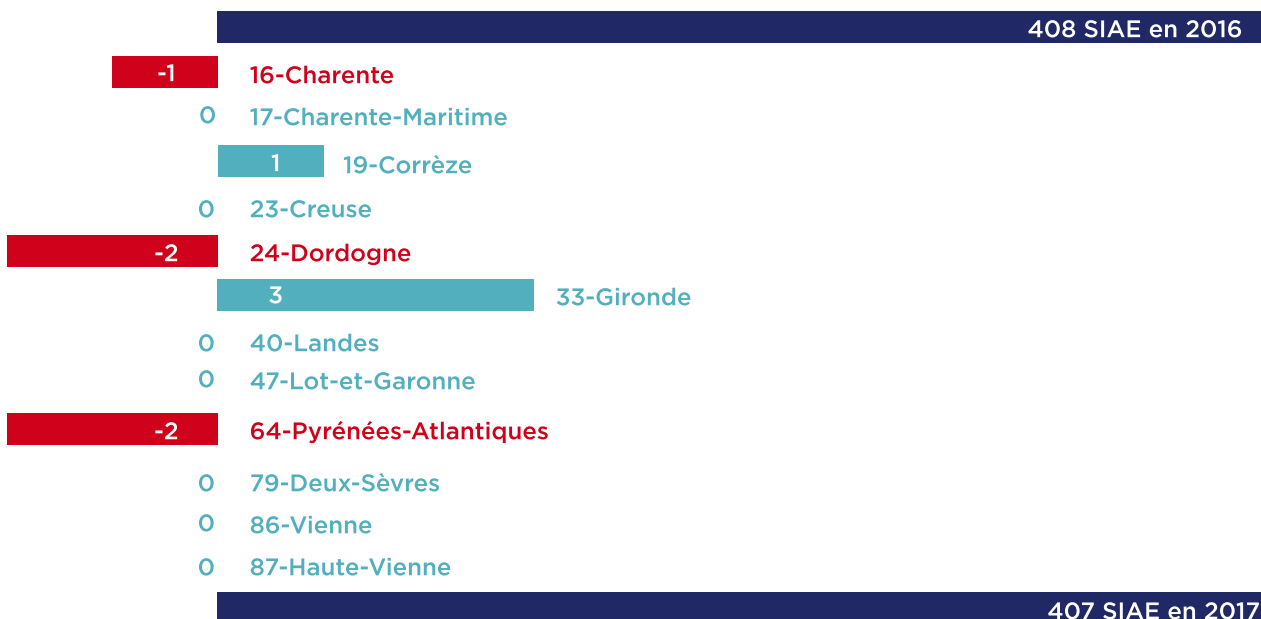 408 SIAE en 2016
-1 16-Charente
0 17-Charente-Maritime
1 19-Corrèze
0 23-Creuse
-2 24-Dordogne
3 33-Gironde
0 40-Landes
0 47-Lot-et-Garonne
-2 64-Pyrénées-Atlantiques
0 79-Deux-Sèvres
0 86-Vienne
0 87-Haute-Vienne
407 SIAE en 2017